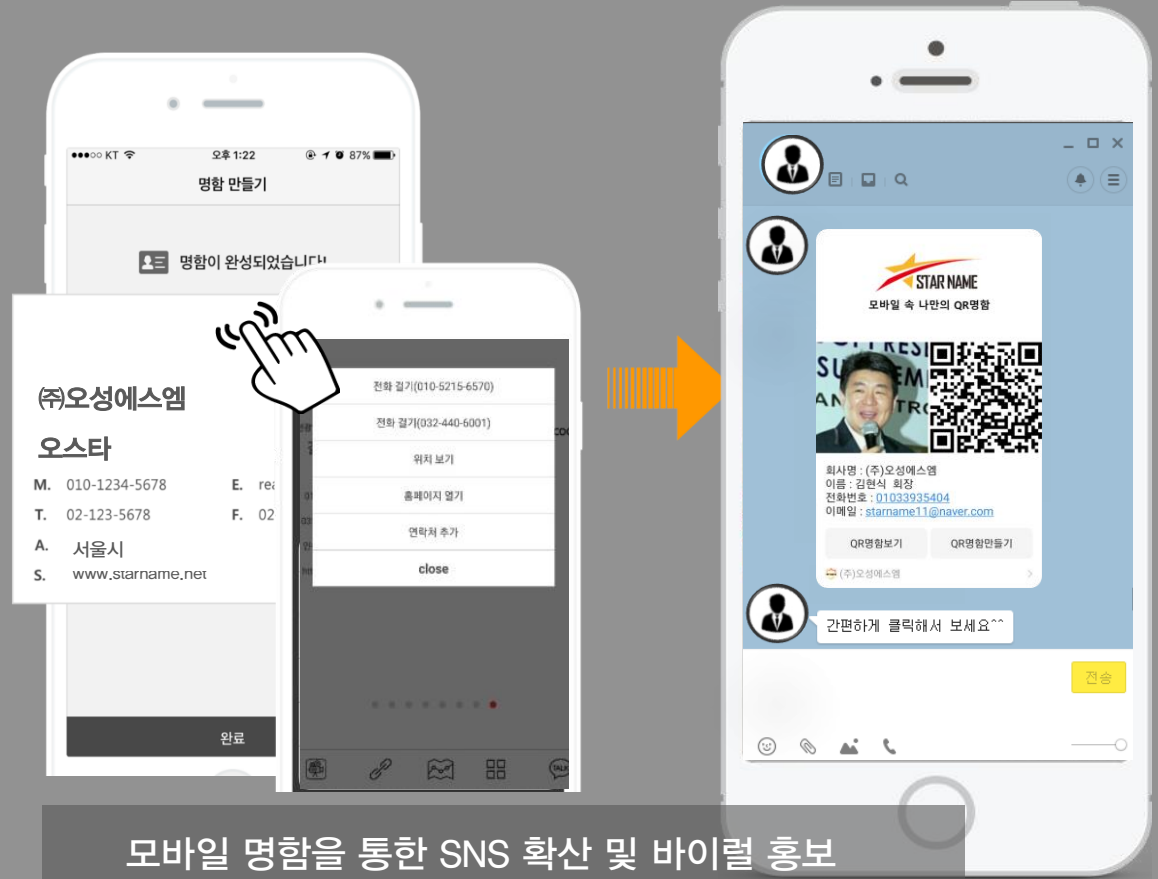 ●●●○○ KT 오후 1:22 87%
명함 만들기
명함이 완성되었습니다!
㈜오성에스엠
오스타
M. 010-1234-5678 E. rea
T. 02-123-5678 F. 02
A. 서울시
S. www.starname.net
완료
전화 걸기(010-5215-6570)
전화 걸기(032-440-6001)
위치 보기
홈페이지 열기
연락처 추가
close
TALK
STAR NAME
모바일 속 나만의 QR명함
회사명 : (주)오성에스엠
이름 : 김현식 회장
전화번호 : 01033935404
이메일 : starname11@naver.com
QR명함보기 QR명함만들기
(주)오성에스엠
간편하게 클릭해서 보세요^^
전송
모바일 명함을 통한 SNS 확산 및 바이럴 홍보